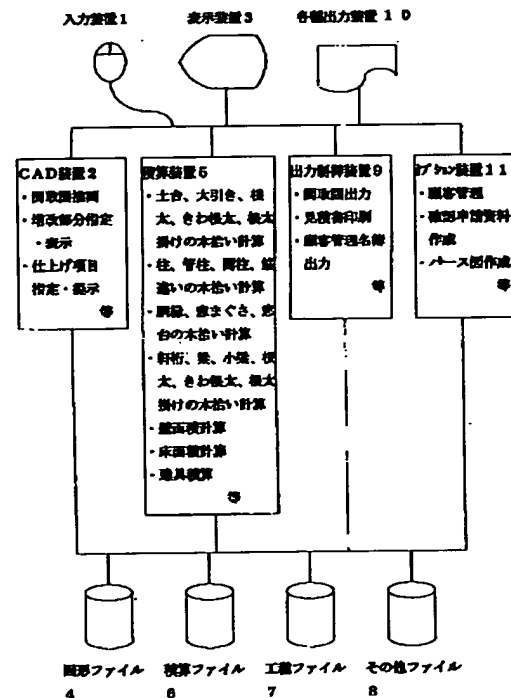 入力装置1
表示装置3
各種出力装置10
CAD装置2
・間取図描画
・増改部分指定
・表示
・仕上げ項目
指定・提示
等
積算装置5
・土台、大引き、根
太、きわ根太、根太
掛けの木拾い計算
・柱、管柱、間柱、筋
違いの木拾い計算
・胴縁、窓まぐさ、窓
台の木拾い計算
・軒桁、梁、小梁、根
太、きわ根太、根太
掛けの木拾い計算
・壁面積計算
・床面積計算
・建具積算
等
出力制御装置9
・間取図出力
・見積書印刷
・顧客管理名簿
出力
等
オプション装置11
・顧客管理
・確認申請資料
作成
・パース図作成
等
図形ファイル
4
積算ファイル
6
工種ファイル
7
その他ファイル
8